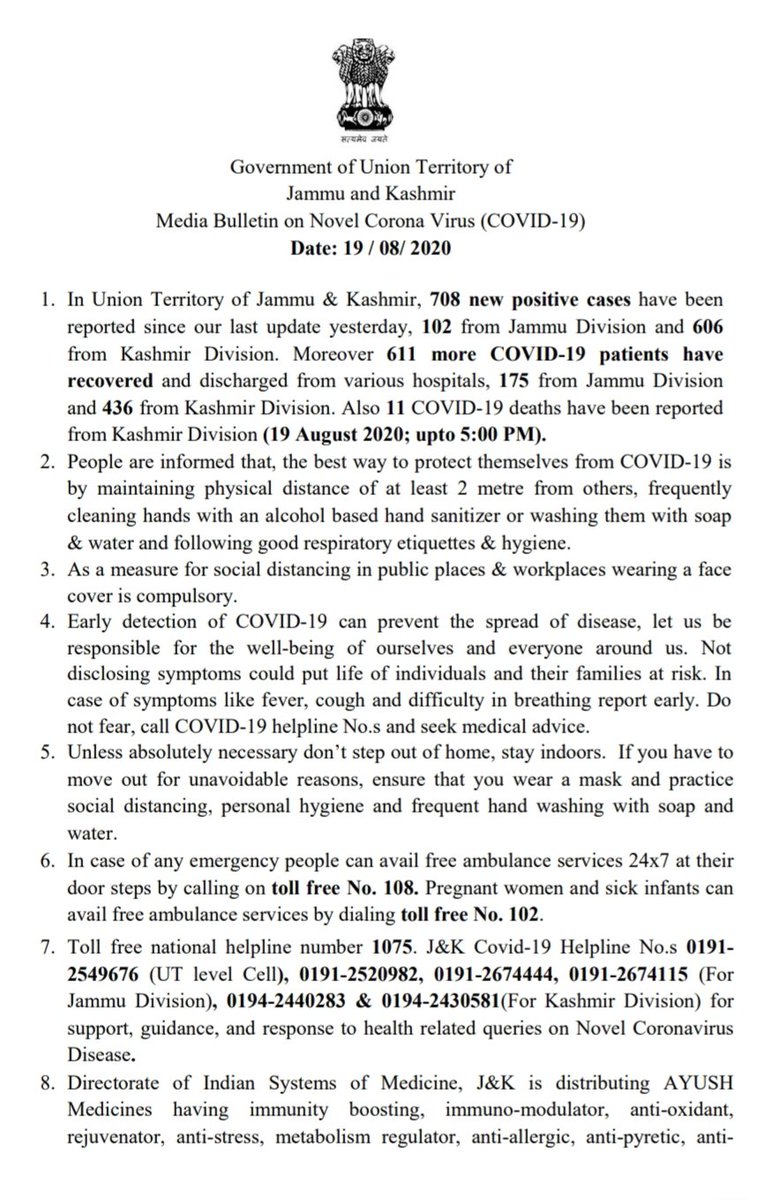 सत्यमेव जयते
Government of Union Territory of
Jammu and Kashmir
Media Bulletin on Novel Corona Virus (COVID-19)
Date: 19 / 08/ 2020
1. In Union Territory of Jammu & Kashmir, 708 new positive cases have been
reported since our last update yesterday, 102 from Jammu Division and 606
from Kashmir Division. Moreover 611 more COVID-19 patients have
recovered and discharged from various hospitals, 175 from Jammu Division
and 436 from Kashmir Division. Also 11 COVID-19 deaths have been reported
from Kashmir Division (19 August 2020; upto 5:00 PM).
2. People are informed that, the best way to protect themselves from COVID-19 is
by maintaining physical distance of at least 2 metre from others, frequently
cleaning hands with an alcohol based hand sanitizer or washing them with soap
& water and following good respiratory etiquettes & hygiene.
3. As a measure for social distancing in public places & workplaces wearing a face
cover is compulsory.
4. Early detection of COVID-19 can prevent the spread of disease, let us be
responsible for the well-being of ourselves and everyone around us. Not
disclosing symptoms could put life of individuals and their families at risk. In
case of symptoms like fever, cough and difficulty in breathing report early. Do
not fear, call COVID-19 helpline No.s and seek medical advice.
5. Unless absolutely necessary don’t step out of home, stay indoors. If you have to
move out for unavoidable reasons, ensure that you wear a mask and practice
social distancing, personal hygiene and frequent hand washing with soap and
water.
6. In case of any emergency people can avail free ambulance services 24x7 at their
door steps by calling on toll free No. 108. Pregnant women and sick infants can
avail free ambulance services by dialing toll free No. 102.
7. Toll free national helpline number 1075. J&K Covid-19 Helpline No.s 0191-
2549676 (UT level Cell), 0191-2520982, 0191-2674444, 0191-2674115 (For
Jammu Division), 0194-2440283 & 0194-2430581(For Kashmir Division) for
support, guidance, and response to health related queries on Novel Coronavirus
Disease.
8. Directorate of Indian Systems of Medicine, J&K is distributing AYUSH
Medicines having immunity boosting, immuno-modulator, anti-oxidant,
rejuvenator, anti-stress, metabolism regulator, anti-allergic, anti-pyretic, anti-